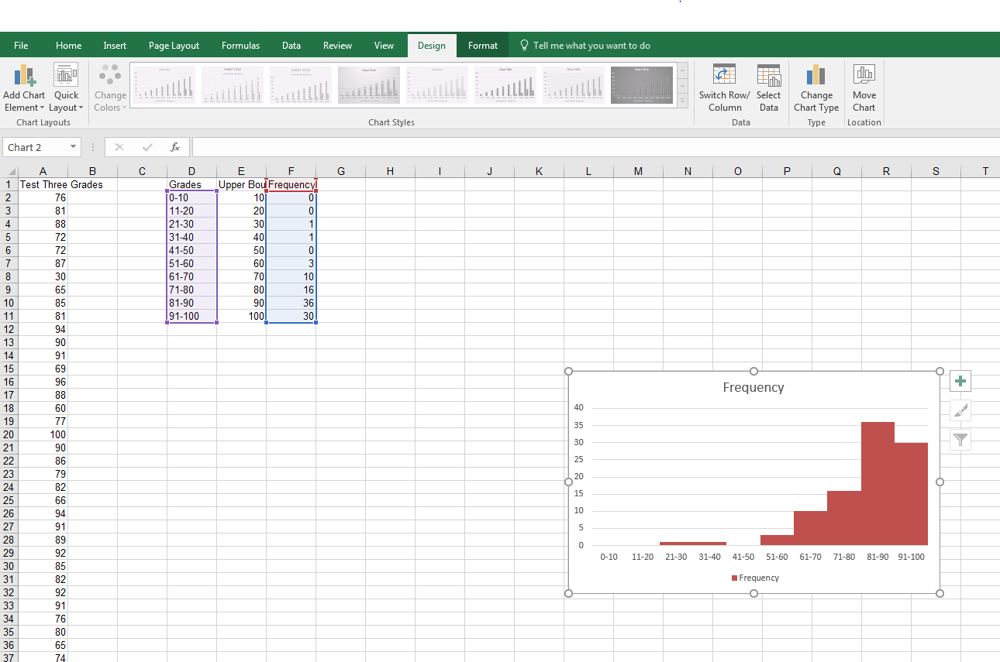 File Home Insert Page Layout Formulas Data Review View Design Format Tell me what you want to do
Add Chart Element Quick Layout Change Colors Switch Row/ Column Select Data Change Chart Type Move Chart
Chart Layouts Chart Styles Data Type Location
Chart 2 fx
A B C D E F G H I J K L M N O P Q R S T
1 Test Three Grades Grades Upper Bou Frequency
2 76 0-10 10 0
3 81 11-20 20 0
4 88 21-30 30 1
5 72 31-40 40 1
6 72 41-50 50 0
7 87 51-60 60 3
8 30 61-70 70 10
9 65 71-80 80 16
10 85 81-90 90 36
11 81 91-100 100 30
12 94
13 90
14 91
15 69
16 96
17 88
18 60
19 77
20 100
21 90
22 86
23 79
24 82
25 66
26 94
27 91
28 89
29 92
30 85
31 82
32 92
33 91
34 76
35 80
36 65
37 74
Frequency
40
35
30
25
20
15
10
5
0
0-10 11-20 21-30 31-40 41-50 51-60 61-70 71-80 81-90 91-100
Frequency